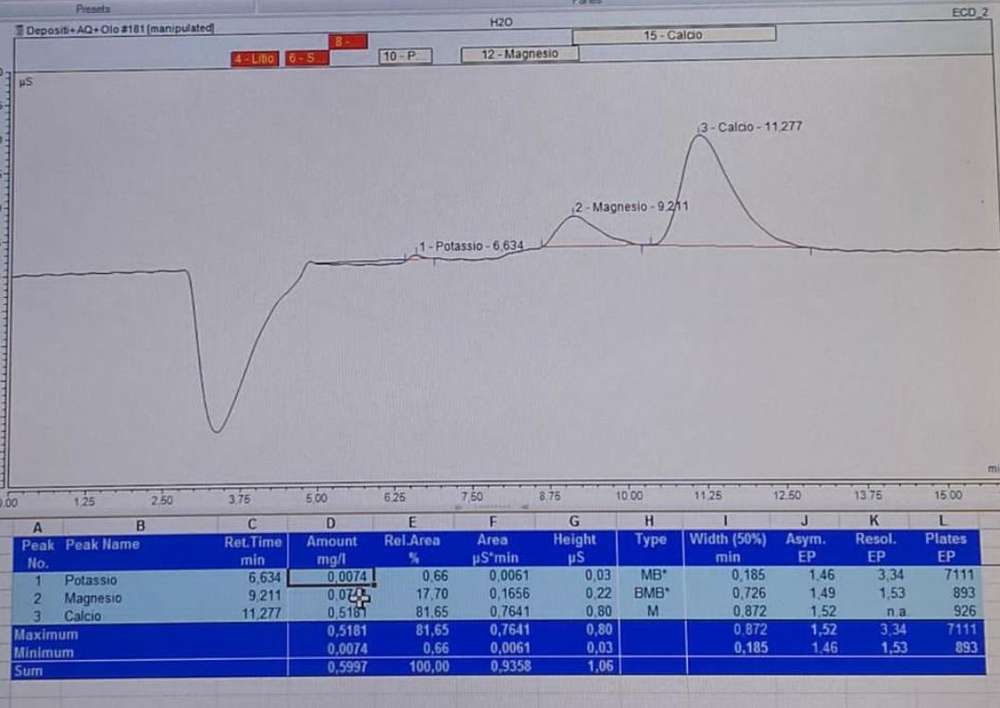 Presets
Depositi+AQ+Olo #181 [manipulated]
H2O
ECD_2
8 -
15 - Calcio
4 - Litio
6 - S...
10 - P...
12 - Magnesio
µS
3 - Calcio - 11,277
2 - Magnesio - 9,211
1 - Potassio - 6,634
0.00 1.25 2.50 3.75 5.00 6.25 7.50 8.75 10.00 11.25 12.50 13.75 15.00
A B C D E F G H I J K L
Peak Peak Name Ret.Time Amount Rel.Area Area Height Type Width (50%) Asym. Resol. Plates
No. min mg/l % µS*min µS min EP EP EP
1 Potassio 6,634 0,0074 0,66 0,0061 0,03 MB* 0,185 1,46 3,34 7111
2 Magnesio 9,211 17,70 0,1656 0,22 BMB* 0,726 1,49 1,53 893
3 Calcio 11,277 0,5181 81,65 0,7641 0,80 M 0,872 1,52 n.a. 926
Maximum 0,5181 81,65 0,7641 0,80 0,872 1,52 3,34 7111
Minimum 0,0074 0,66 0,0061 0,03 0,185 1,46 1,53 893
Sum 0,5997 100,00 0,9358 1,06